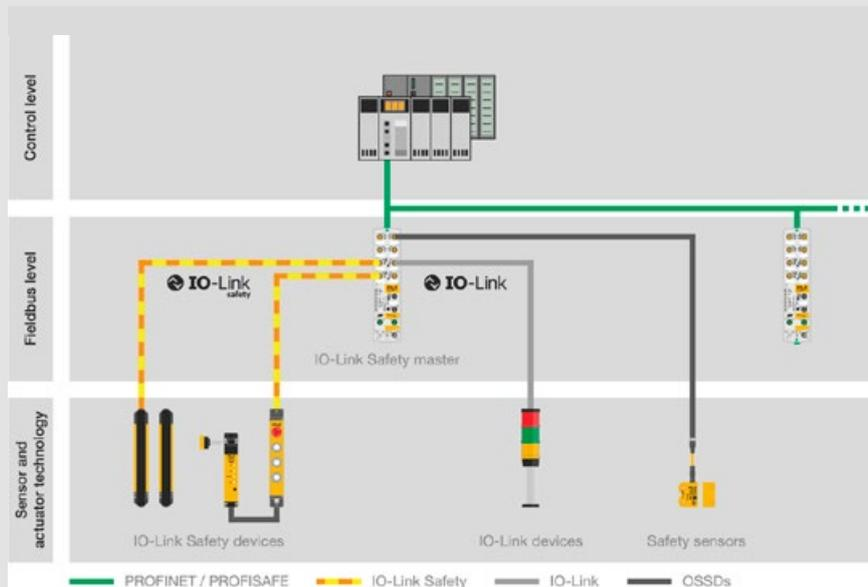 Control level
Fieldbus level
IO-Link
safety
IO-Link
IO-Link Safety master
Sensor and
actuator technology
IO-Link Safety devices
IO-Link devices
Safety sensors
PROFINET / PROFISAFE
IO-Link Safety
IO-Link
OSSDs